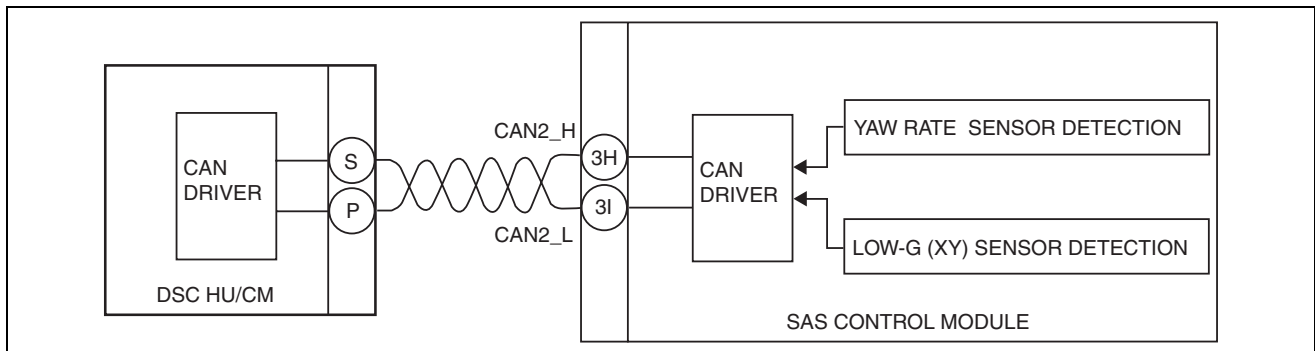 CAN
DRIVER
S
P
DSC HU/CM
CAN2_H
CAN2_L
3H
3I
CAN
DRIVER
YAW RATE SENSOR DETECTION
LOW-G (XY) SENSOR DETECTION
SAS CONTROL MODULE